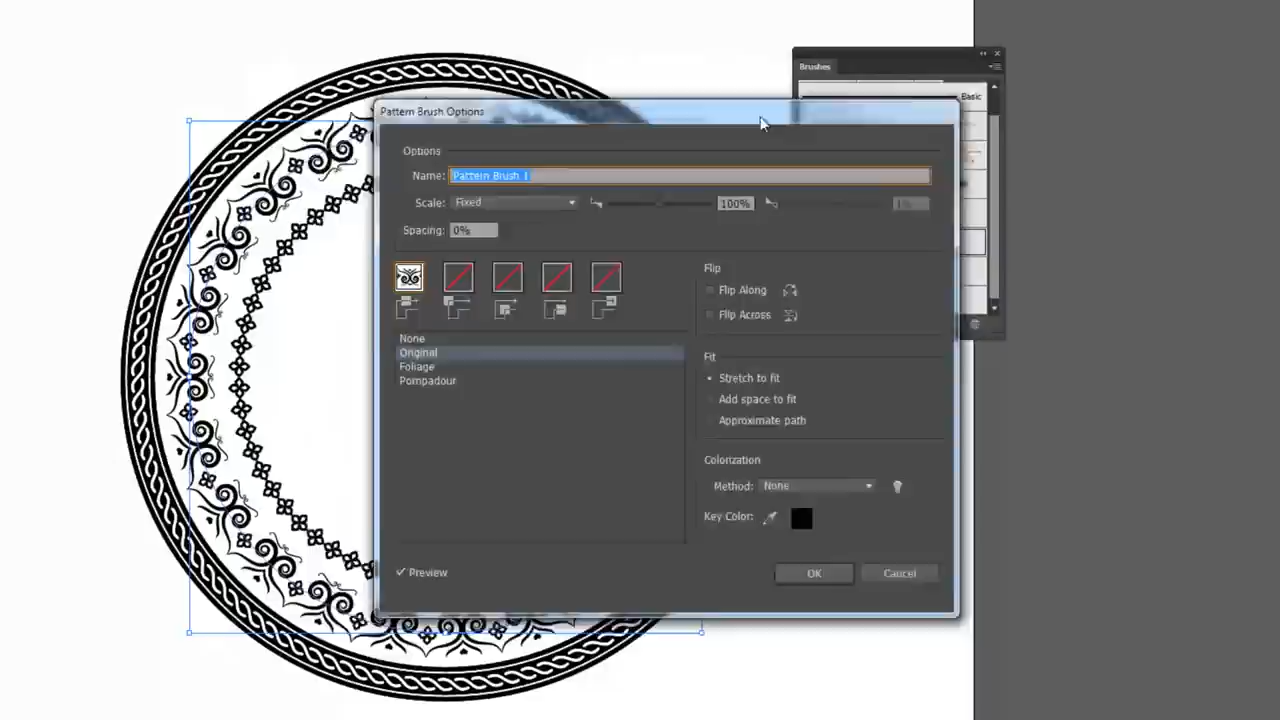 Brushes
Basic
Pattern Brush Options
Options
Name: Pattern Brush 1
Scale: Fixed 100% 1%
Spacing: 0%
Flip
Flip Along
Flip Across
None
Original
Foliage
Pompadour
Fit
Stretch to fit
Add space to fit
Approximate path
Colorization
Method: None
Key Color:
Preview
OK
Cancel